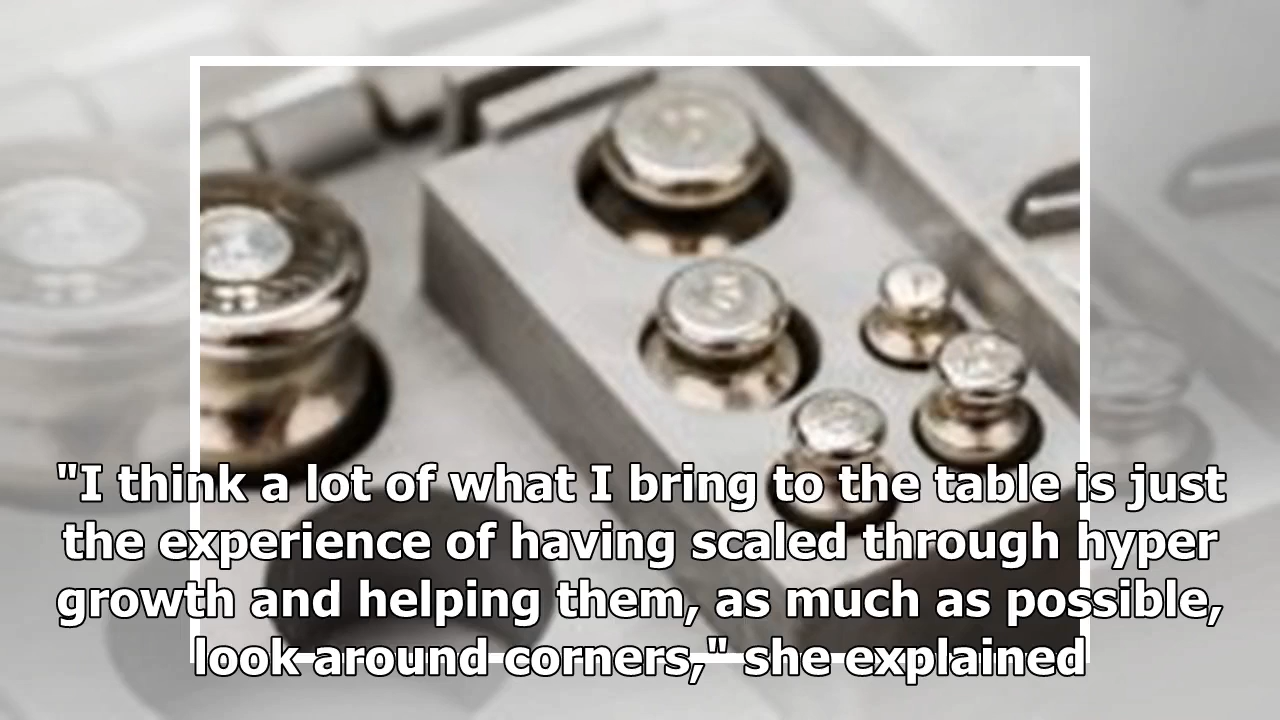 "I think a lot of what I bring to the table is just
the experience of having scaled through hyper
growth and helping them, as much as possible,
look around corners," she explained